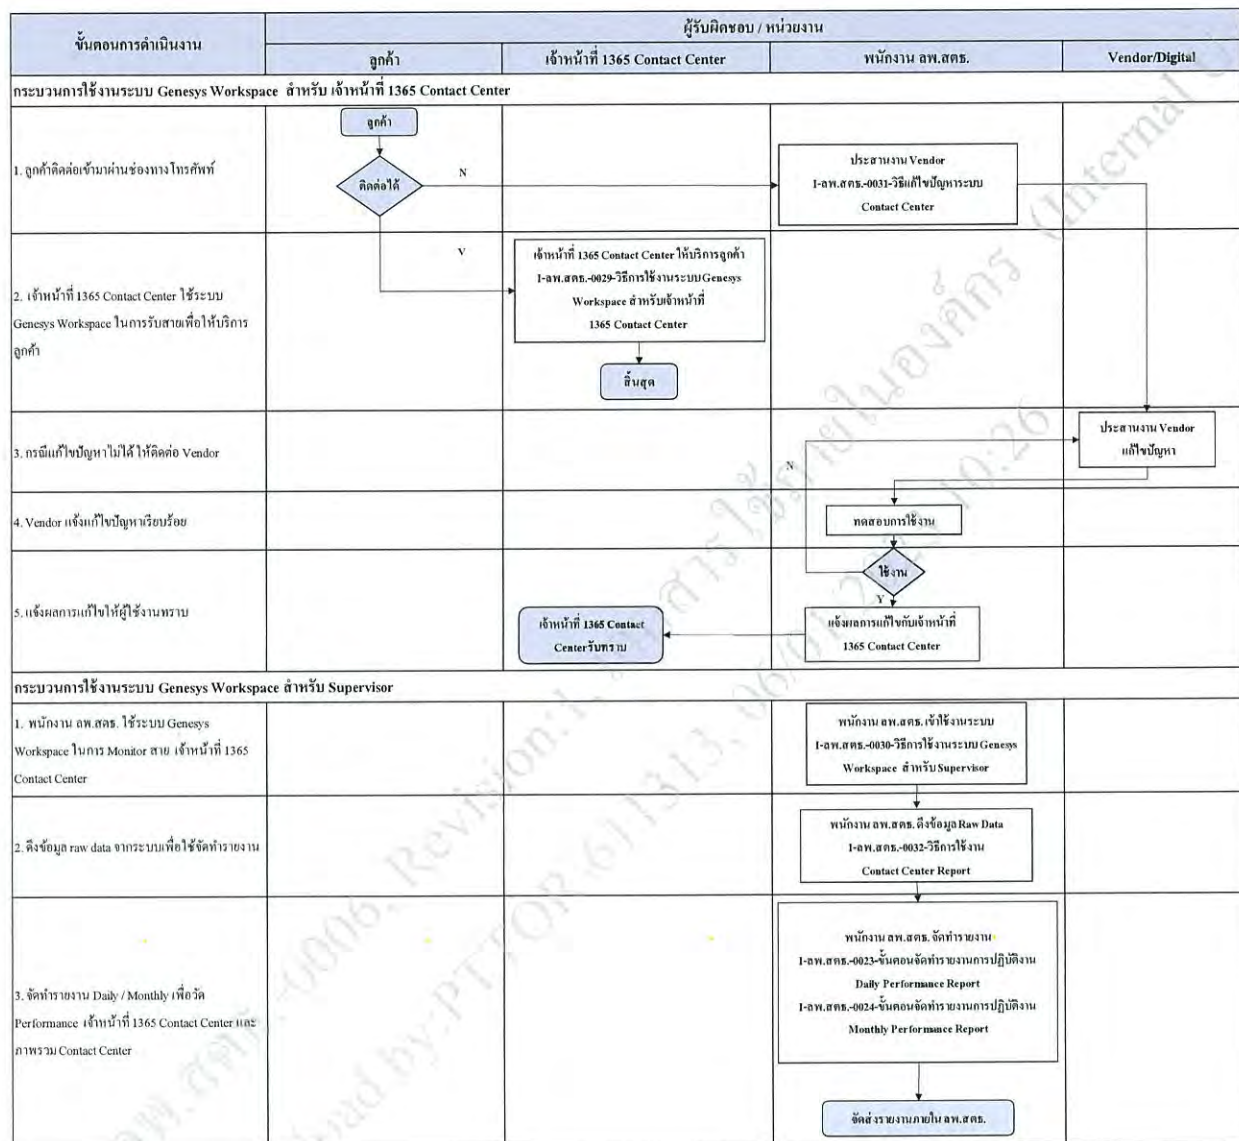 ขั้นตอนการดำเนินงาน
ผู้รับผิดชอบ / หน่วยงาน
ลูกค้า
เจ้าหน้าที่ 1365 Contact Center
พนักงาน ลพ.สตธ.
Vendor/Digital
กระบวนการใช้งานระบบ Genesys Workspace สำหรับ เจ้าหน้าที่ 1365 Contact Center
1. ลูกค้าติดต่อเข้ามาผ่านช่องทางโทรศัพท์
ลูกค้า
ติดต่อได้
N
ประสานงาน Vendor
I-ลพ.สตธ.-0031-วิธีแก้ไขปัญหาระบบ
Contact Center
2. เจ้าหน้าที่ 1365 Contact Center ใช้ระบบ
Genesys Workspace ในการรับสายเพื่อให้บริการ
ลูกค้า
Y
เจ้าหน้าที่ 1365 Contact Center ให้บริการลูกค้า
I-ลพ.สตธ.-0029-วิธีการใช้งานระบบ Genesys
Workspace สำหรับเจ้าหน้าที่
1365 Contact Center
สิ้นสุด
3. กรณีแก้ไขปัญหาไม่ได้ ให้ติดต่อ Vendor
ประสานงาน Vendor
แก้ไขปัญหา
N
4. Vendor แจ้งแก้ไขปัญหาเรียบร้อย
ทดสอบการใช้งาน
5. แจ้งผลการแก้ไขให้ผู้ใช้งานทราบ
ใช้งาน
Y
เจ้าหน้าที่ 1365 Contact
Center รับทราบ
แจ้งผลการแก้ไขกับเจ้าหน้าที่
1365 Contact Center
กระบวนการใช้งานระบบ Genesys Workspace สำหรับ Supervisor
1. พนักงาน ลพ.สตธ. ใช้ระบบ Genesys
Workspace ในการ Monitor สาย เจ้าหน้าที่ 1365
Contact Center
พนักงาน ลพ.สตธ. เข้าใช้งานระบบ
I-ลพ.สตธ.-0030-วิธีการใช้งานระบบ Genesys
Workspace สำหรับ Supervisor
2. ดึงข้อมูล raw data จากระบบเพื่อใช้จัดทำรายงาน
พนักงาน ลพ.สตธ. ดึงข้อมูล Raw Data
I-ลพ.สตธ.-0032-วิธีการใช้งาน
Contact Center Report
3. จัดทำรายงาน Daily / Monthly เพื่อวัด
Performance เจ้าหน้าที่ 1365 Contact Center และ
ภาพรวม Contact Center
พนักงาน ลพ.สตธ. จัดทำรายงาน
I-ลพ.สตธ.-0023-ขั้นตอนจัดทำรายงานการปฏิบัติงาน
Daily Performance Report
I-ลพ.สตธ.-0024-ขั้นตอนจัดทำรายงานการปฏิบัติงาน
Monthly Performance Report
จัดส่งรายงานภายใน ลพ.สตธ.